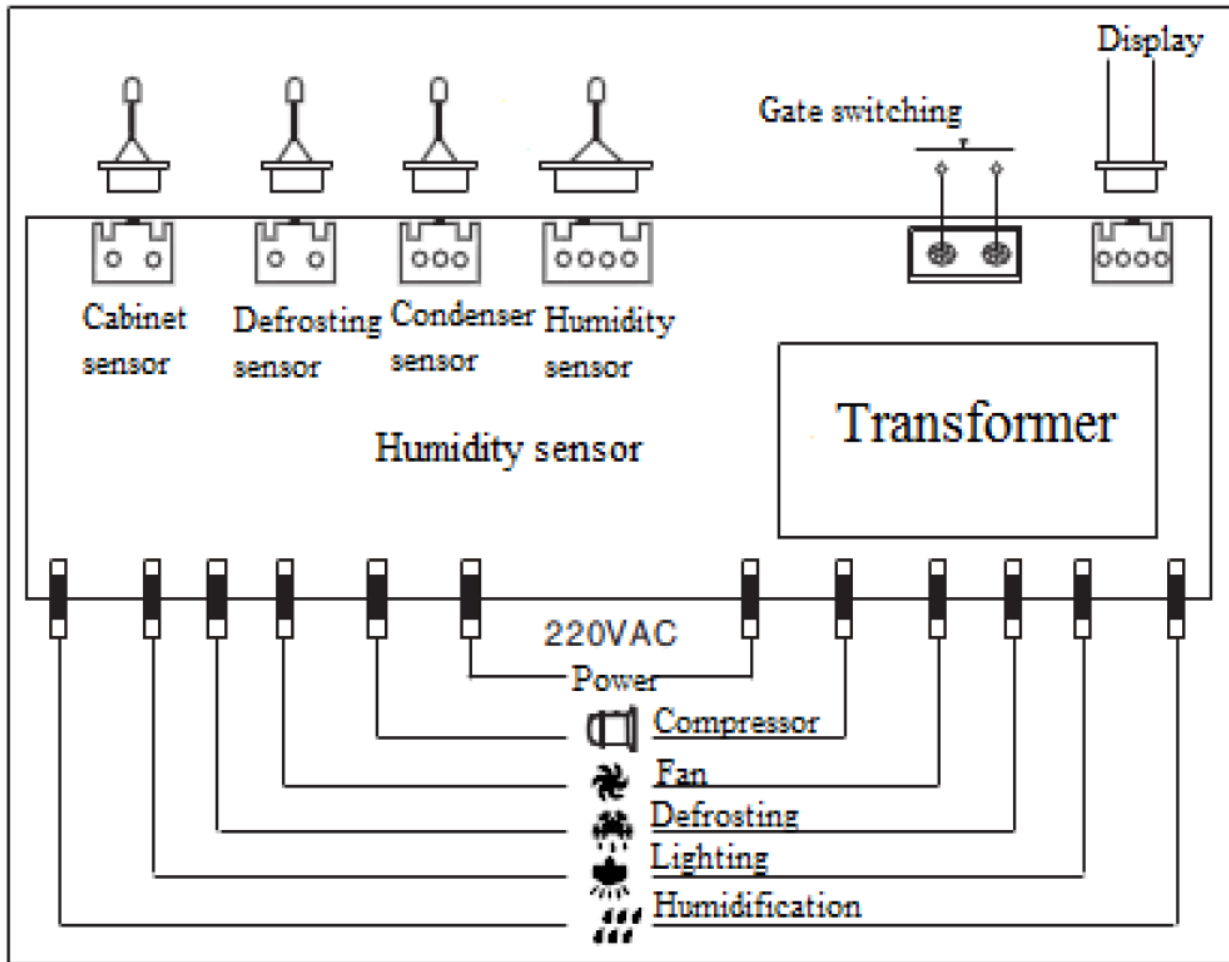 Display
Gate switching
Cabinet
sensor
Defrosting
sensor
Condenser
sensor
Humidity
sensor
Humidity sensor
Transformer
220VAC
Power
Compressor
Fan
Defrosting
Lighting
Humidification